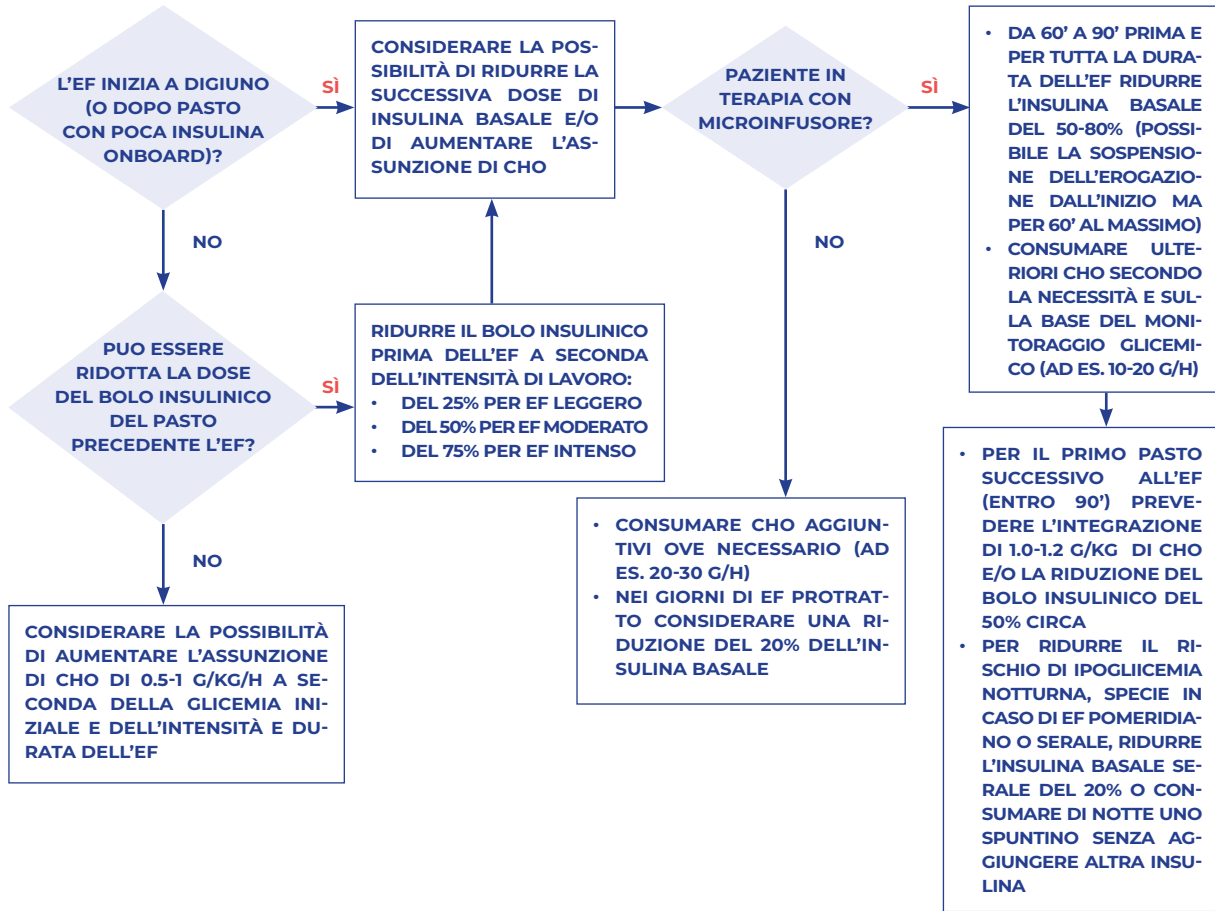 L'EF INIZIA A DIGIUNO
(O DOPO PASTO
CON POCA INSULINA
ONBOARD)?
SÌ
NO
CONSIDERARE LA POS-
SIBILITÀ DI RIDURRE LA
SUCCESSIVA DOSE DI
INSULINA BASALE E/O
DI AUMENTARE L'AS-
SUNZIONE DI CHO
PAZIENTE IN
TERAPIA CON
MICROINFUSORE?
SÌ
NO
• DA 60' A 90' PRIMA E
PER TUTTA LA DURA-
TA DELL'EF RIDURRE
L'INSULINA BASALE
DEL 50-80% (POSSI-
BILE LA SOSPENSIO-
NE DELL'EROGAZIO-
NE DALL'INIZIO MA
PER 60' AL MASSIMO)
• CONSUMARE ULTE-
RIORI CHO SECONDO
LA NECESSITÀ E SUL-
LA BASE DEL MONI-
TORAGGIO GLICEMI-
CO (AD ES. 10-20 G/H)
PUO ESSERE
RIDOTTA LA DOSE
DEL BOLO INSULINICO
DEL PASTO
PRECEDENTE L'EF?
SÌ
NO
RIDURRE IL BOLO INSULINICO
PRIMA DELL'EF A SECONDA
DELL'INTENSITÀ DI LAVORO:
• DEL 25% PER EF LEGGERO
• DEL 50% PER EF MODERATO
• DEL 75% PER EF INTENSO
CONSIDERARE LA POSSIBILITÀ
DI AUMENTARE L'ASSUNZIONE
DI CHO DI 0.5-1 G/KG/H A SE-
CONDA DELLA GLICEMIA INI-
ZIALE E DELL'INTENSITÀ E DU-
RATA DELL'EF
• CONSUMARE CHO AGGIUN-
TIVI OVE NECESSARIO (AD
ES. 20-30 G/H)
• NEI GIORNI DI EF PROTRAT-
TO CONSIDERARE UNA RI-
DUZIONE DEL 20% DELL'IN-
SULINA BASALE
• PER IL PRIMO PASTO
SUCCESSIVO ALL'EF
(ENTRO 90') PREVE-
DERE L'INTEGRAZIONE
DI 1.0-1.2 G/KG DI CHO
E/O LA RIDUZIONE DEL
BOLO INSULINICO DEL
50% CIRCA
• PER RIDURRE IL RI-
SCHIO DI IPOGLIICEMIA
NOTTURNA, SPECIE IN
CASO DI EF POMERIDIA-
NO O SERALE, RIDURRE
L'INSULINA BASALE SE-
RALE DEL 20% O CON-
SUMARE DI NOTTE UNO
SPUNTINO SENZA AG-
GIUNGERE ALTRA INSU-
LINA